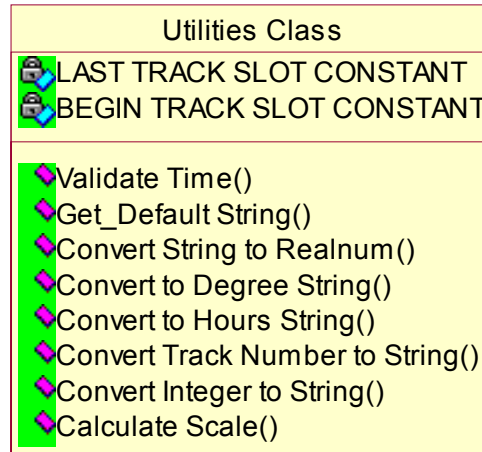 Utilities Class
LAST TRACK SLOT CONSTANT
BEGIN TRACK SLOT CONSTANT
Validate Time()
Get_Default String()
Convert String to Realnum()
Convert to Degree String()
Convert to Hours String()
Convert Track Number to String()
Convert Integer to String()
Calculate Scale()